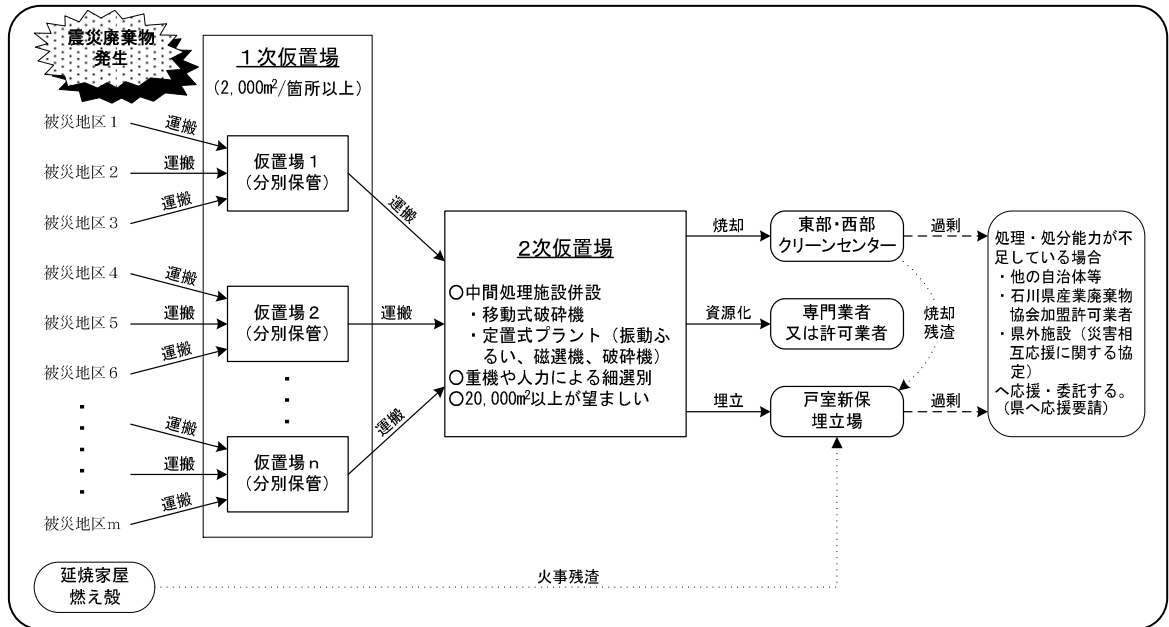 震災廃棄物
発生
１次仮置場
（2,000m²/箇所以上）
被災地区１
運搬
被災地区２
運搬
被災地区３
運搬
仮置場１
（分別保管）
運搬
被災地区４
運搬
被災地区５
運搬
被災地区６
運搬
仮置場２
（分別保管）
運搬
運搬
運搬
被災地区ｍ
運搬
仮置場ｎ
（分別保管）
運搬
2次仮置場
○中間処理施設併設
・移動式破砕機
・定置式プラント（振動ふ
るい、磁選機、破砕機）
○重機や人力による細選別
○20,000m²以上が望ましい
焼却
東部・西部
クリーンセンター
過剰
資源化
専門業者
又は許可業者
焼却
残渣
埋立
戸室新保
埋立場
過剰
処理・処分能力が不
足している場合
・他の自治体等
・石川県産業廃棄物
協会加盟許可業者
・県外施設（災害相
互応援に関する協
定）
へ応援・委託する。
（県へ応援要請）
延焼家屋
燃え殻
火事残渣